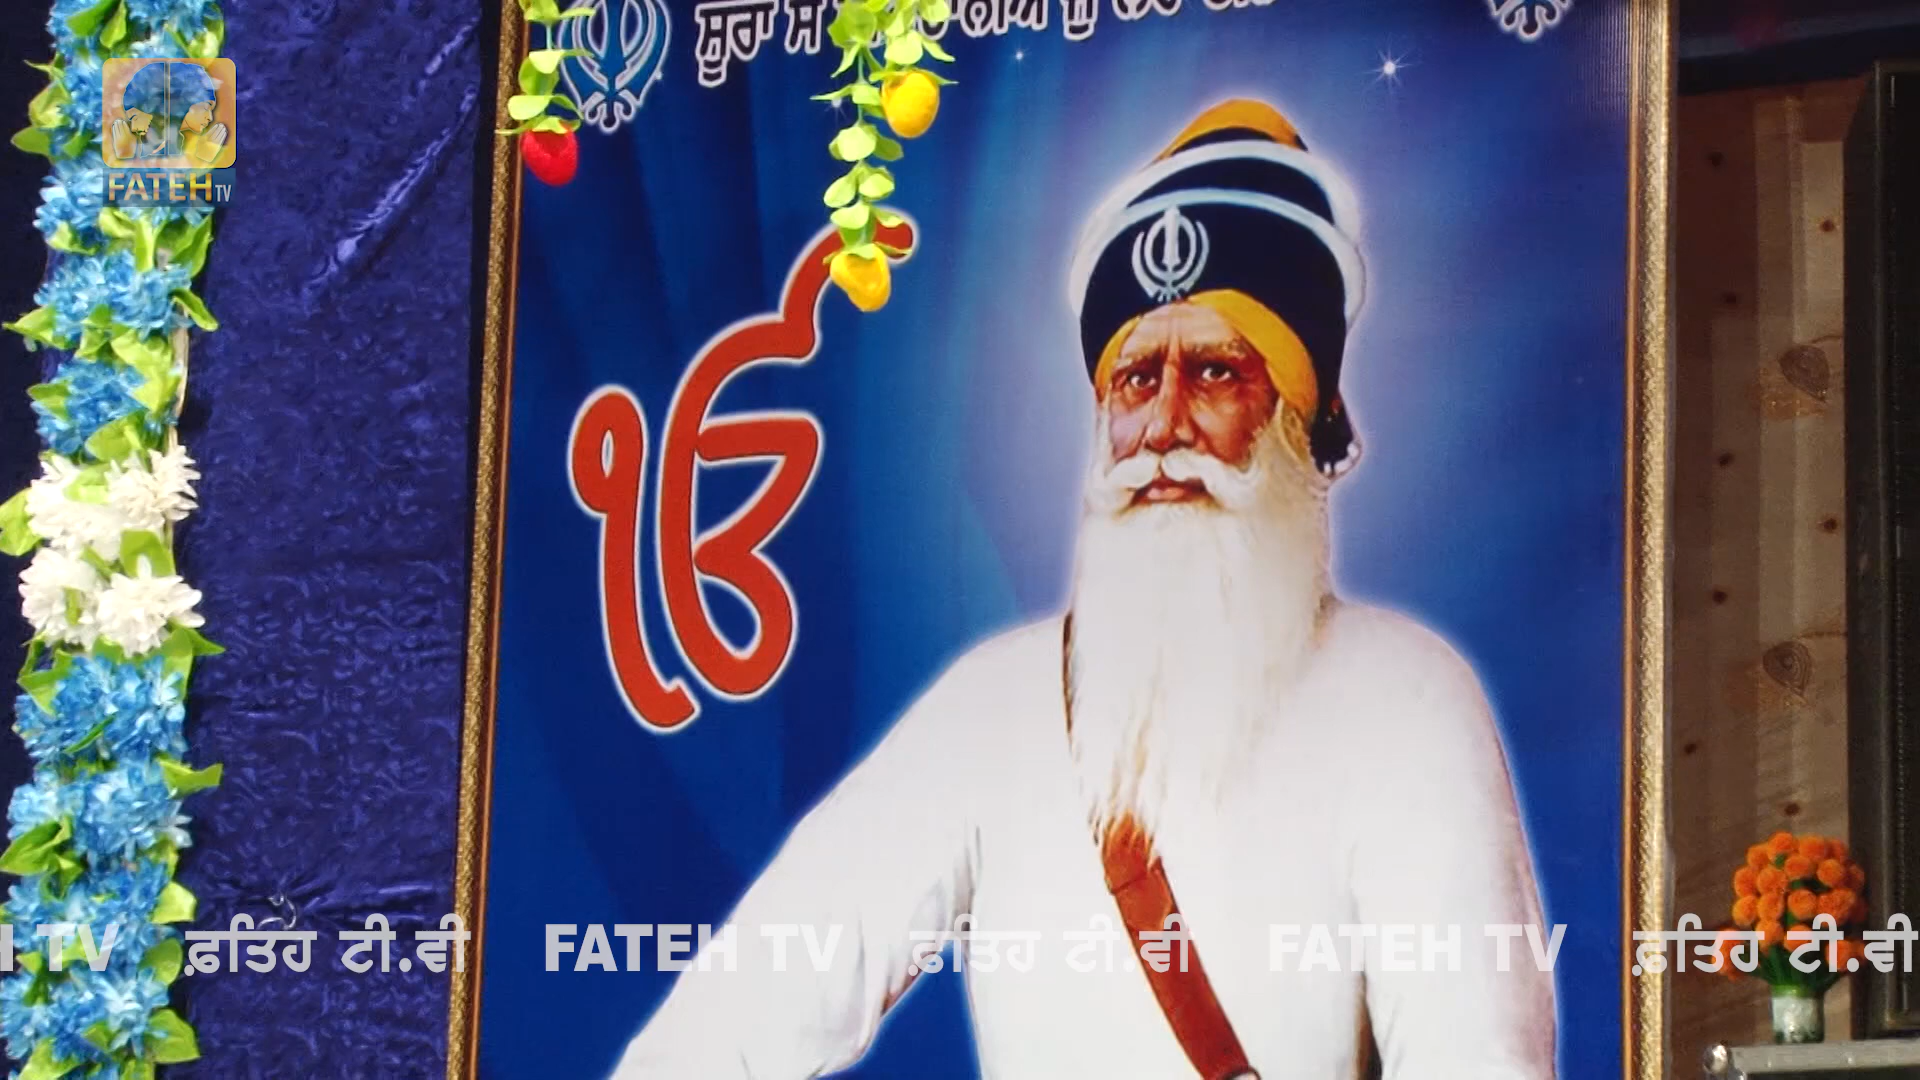 ਸੂਰਾ ਸੋ
FATEH TV
ੴ
H TV ਫ਼ਤਿਹ ਟੀ.ਵੀ FATEH TV ਫ਼ਤਿਹ ਟੀ.ਵੀ FATEH TV ਫ਼ਤਿਹ ਟੀ.ਵੀ